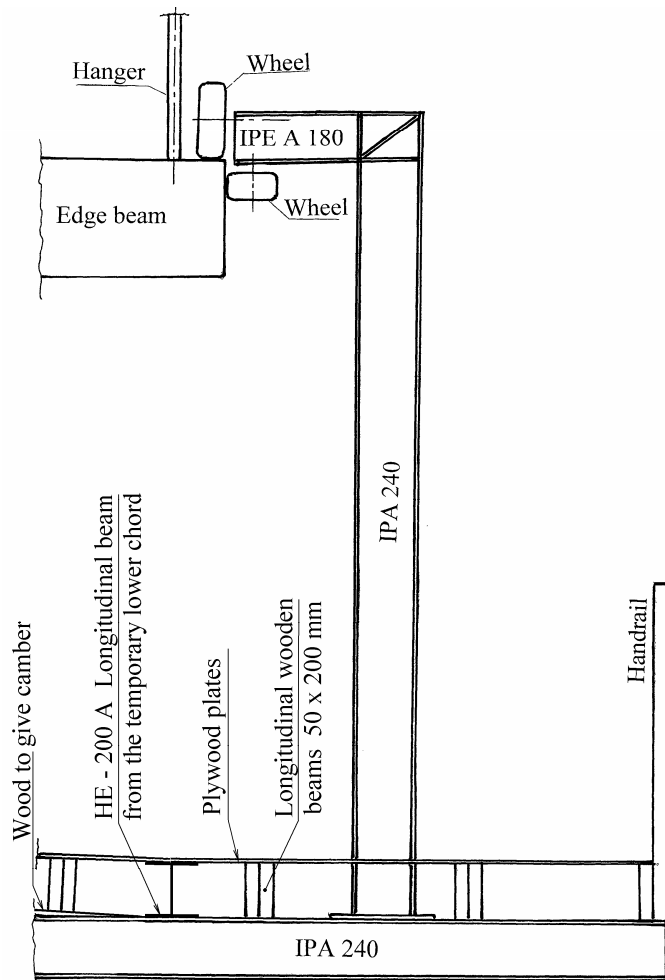 Hanger
Wheel
IPE A 180
Edge beam
Wheel
IPA 240
Wood to give camber
HE - 200 A Longitudinal beam
from the temporary lower chord
Plywood plates
Longitudinal wooden
beams 50 x 200 mm
Handrail
IPA 240